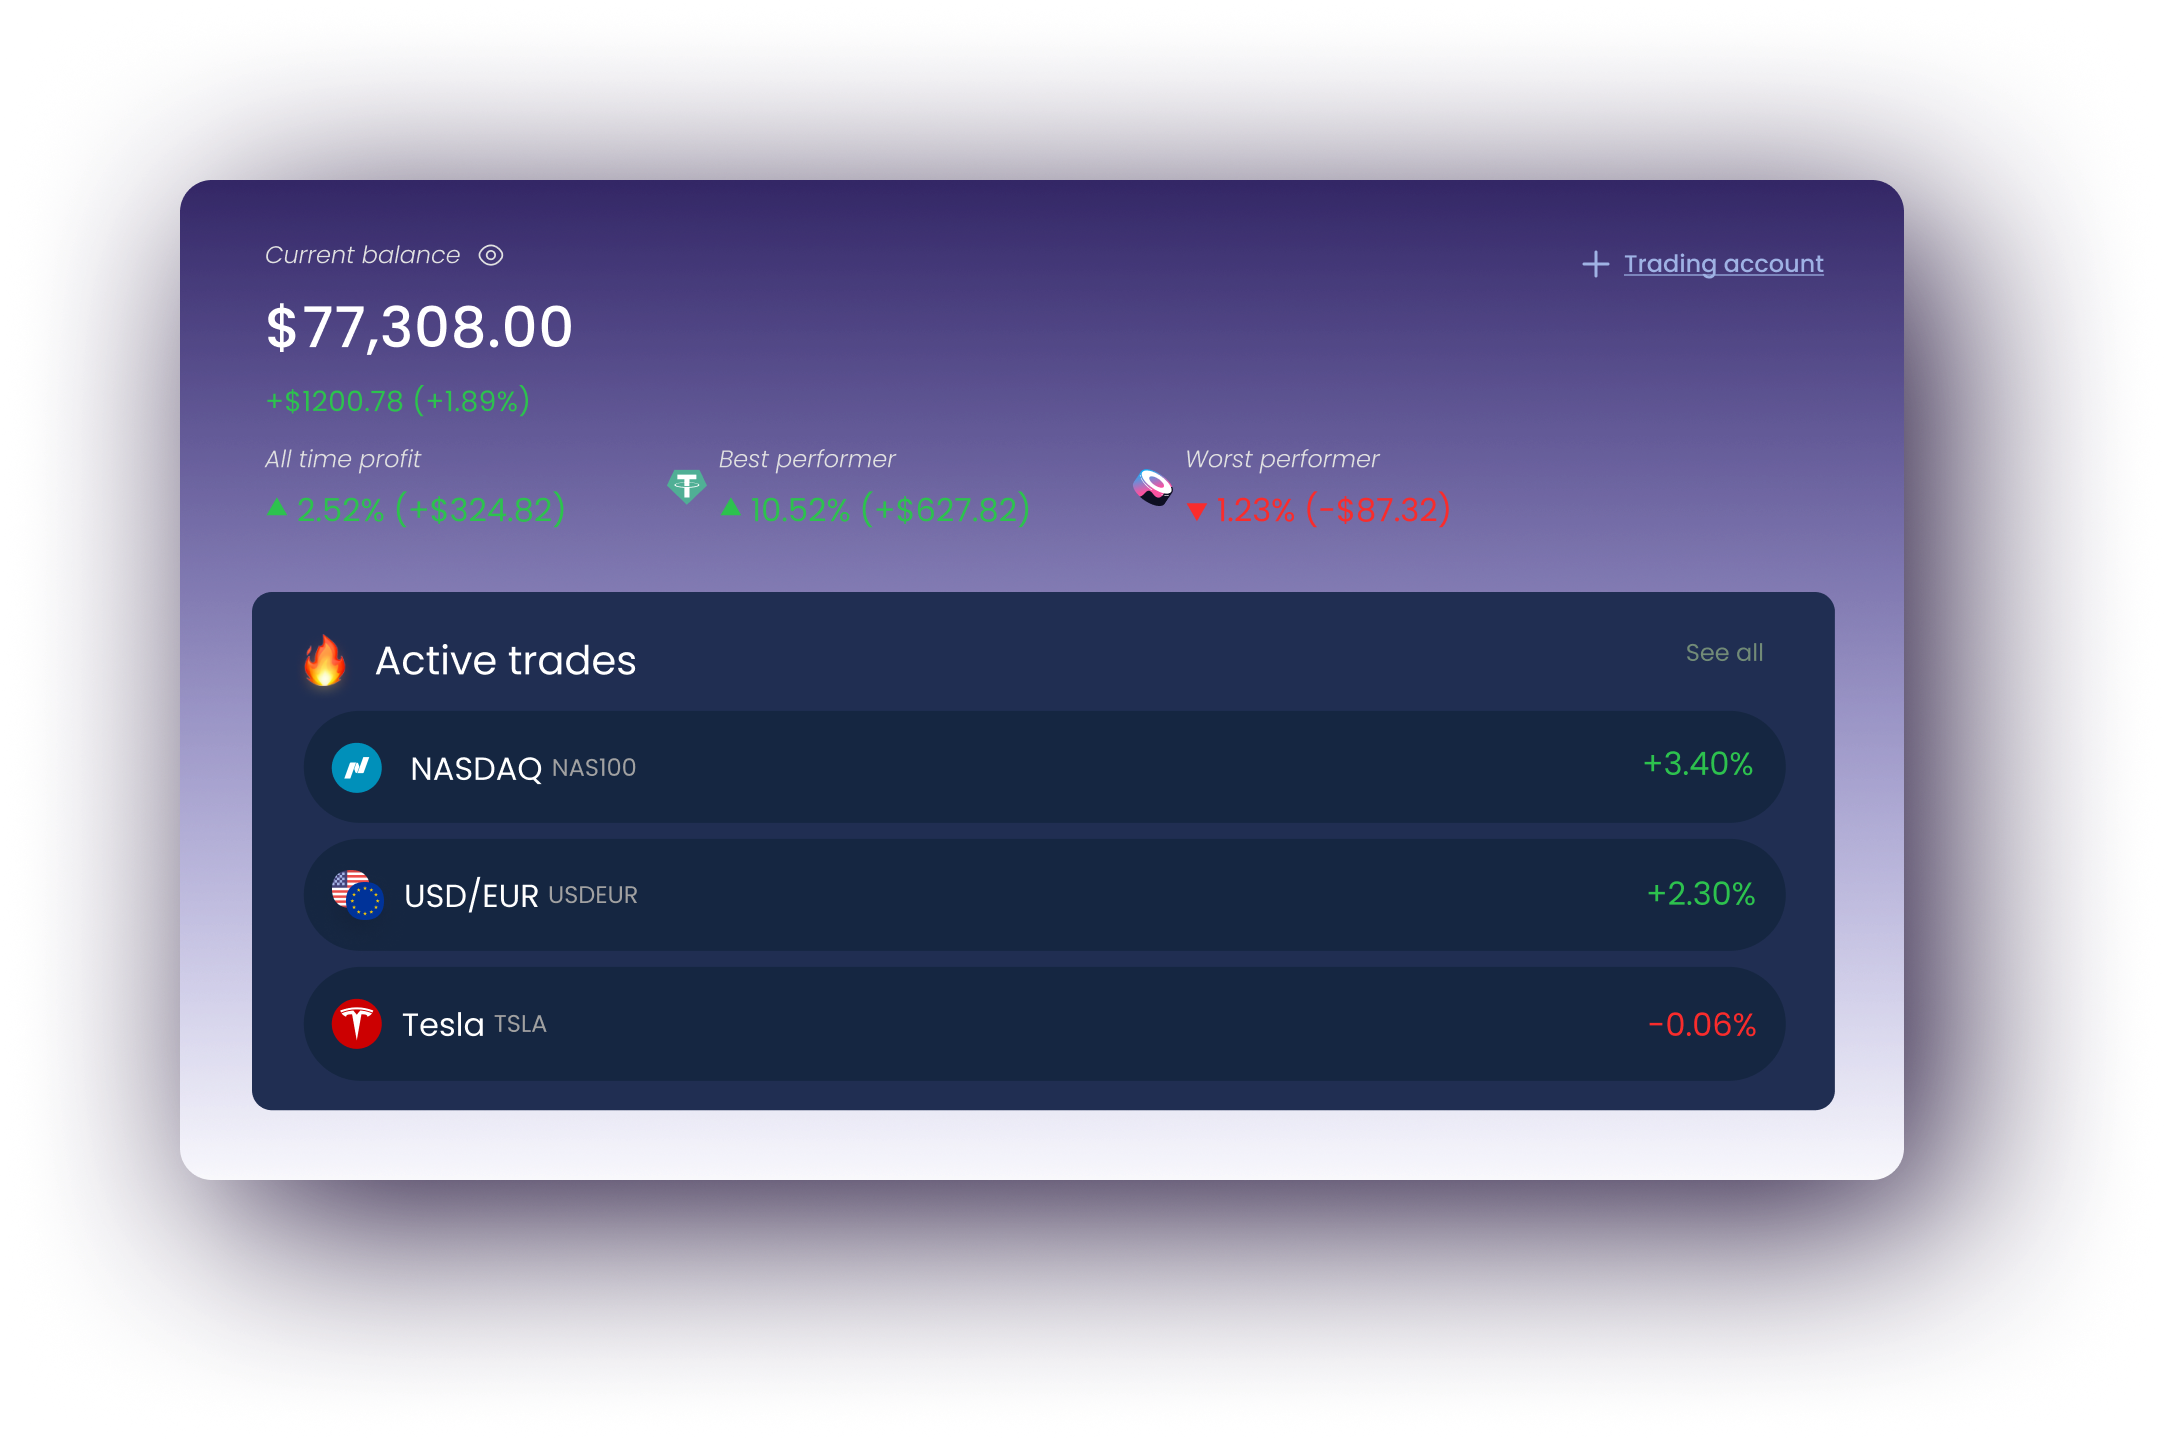 Current balance
Trading account
$77,308.00
+$1200.78 (+1.89%)
All time profit
2.52% (+$324.82)
Best performer
10.52% (+$627.82)
Worst performer
1.23% (-$87.32)
Active trades
See all
NASDAQ NAS100
+3.40%
USD/EUR USDEUR
+2.30%
Tesla TSLA
-0.06%